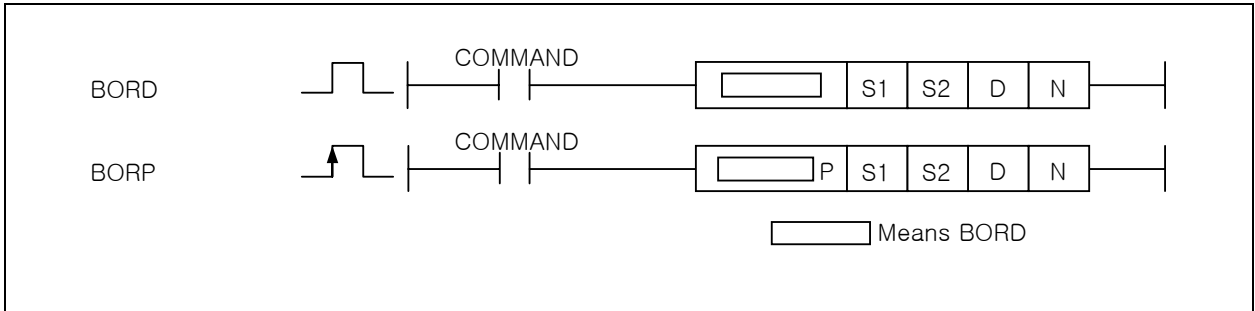 COMMAND
BORD S1 S2 D N
COMMAND
BORP P S1 S2 D N
Means BORD